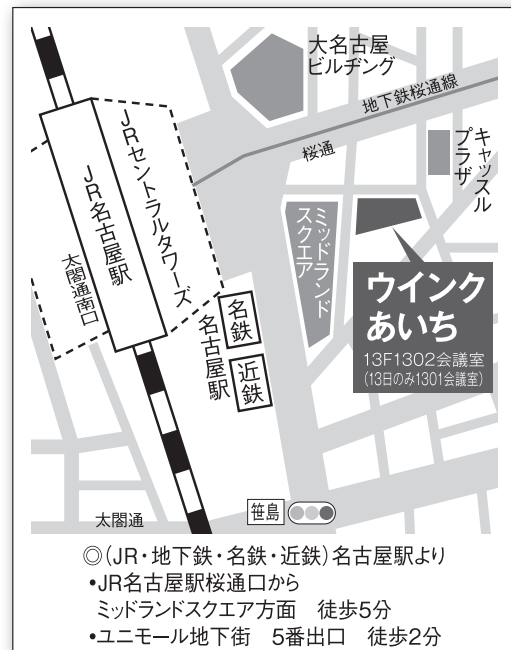 大名古屋
ビルヂング
地下鉄桜通線
桜通
キャッスル
プラザ
JRセントラルタワーズ
JR名古屋駅
太閤通南口
ミッドランド
スクエア
ウインク
あいち
13F1302会議室
(13日のみ1301会議室)
名鉄
近鉄
名古屋駅
笹島
太閤通
◎(JR・地下鉄・名鉄・近鉄)名古屋駅より
•JR名古屋駅桜通口から
ミッドランドスクエア方面 徒歩5分
•ユニモール地下街 5番出口 徒歩2分